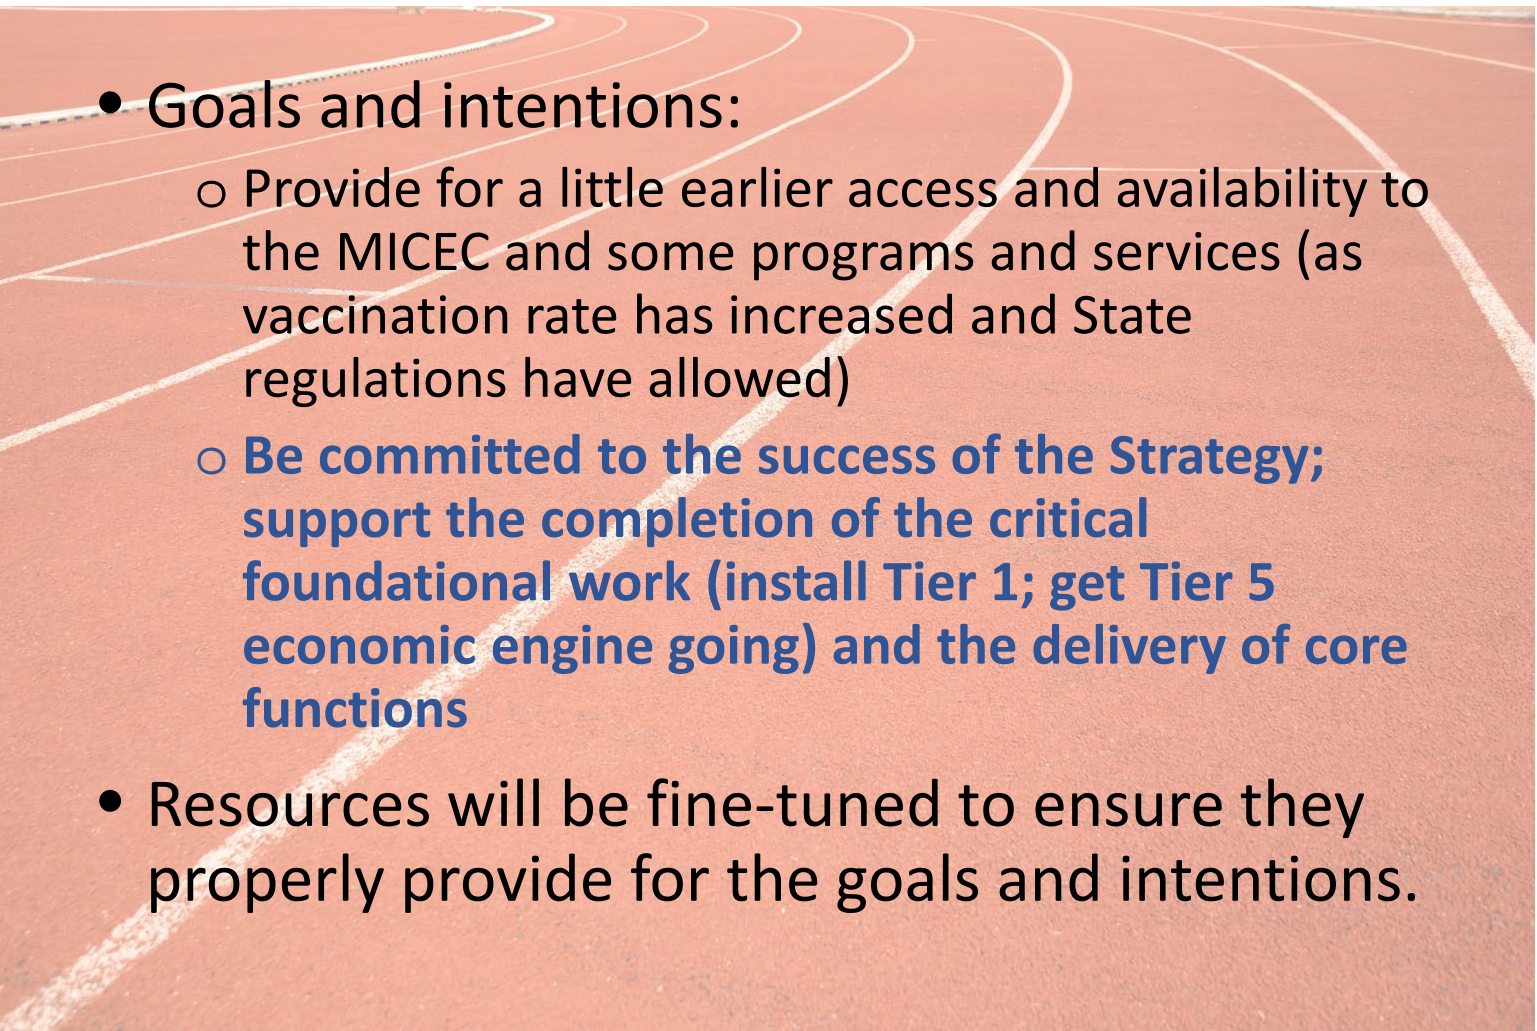 • Goals and intentions:
o Provide for a little earlier access and availability to
the MICEC and some programs and services (as
vaccination rate has increased and State
regulations have allowed)
o Be committed to the success of the Strategy;
support the completion of the critical
foundational work (install Tier 1; get Tier 5
economic engine going) and the delivery of core
functions
• Resources will be fine-tuned to ensure they
properly provide for the goals and intentions.